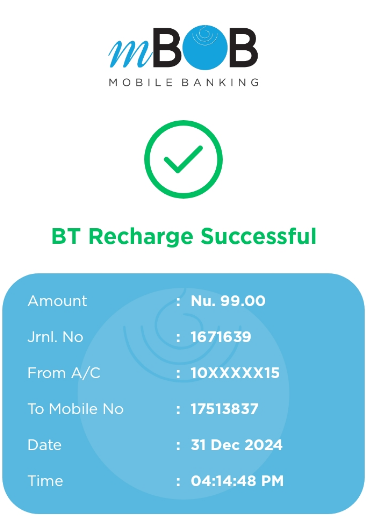 mBOB
MOBILE BANKING
BT Recharge Successful
Amount : Nu. 99.00
Jrnl. No : 1671639
From A/C : 10XXXXX15
To Mobile No : 17513837
Date : 31 Dec 2024
Time : 04:14:48 PM